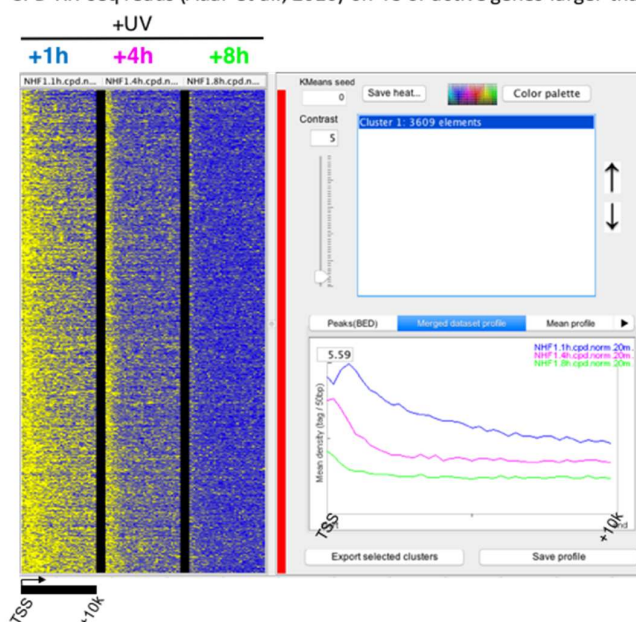 +UV
+1h +4h +8h
NHF1.1h.cpd.n... NHF1.4h.cpd.n... NHF1.8h.cpd.n...
KMeans seed
0
Save heat...
Color palette
Contrast
5
Cluster 1: 3609 elements
Peaks(BED) Merged dataset profile Mean profile
5.59
NHF1.1h.cpd.norm.20m.
NHF1.4h.cpd.norm.20m.
NHF1.8h.cpd.norm.20m.
Mean density (tag / 50bp)
TSS +10k
Export selected clusters Save profile
TSS +10k